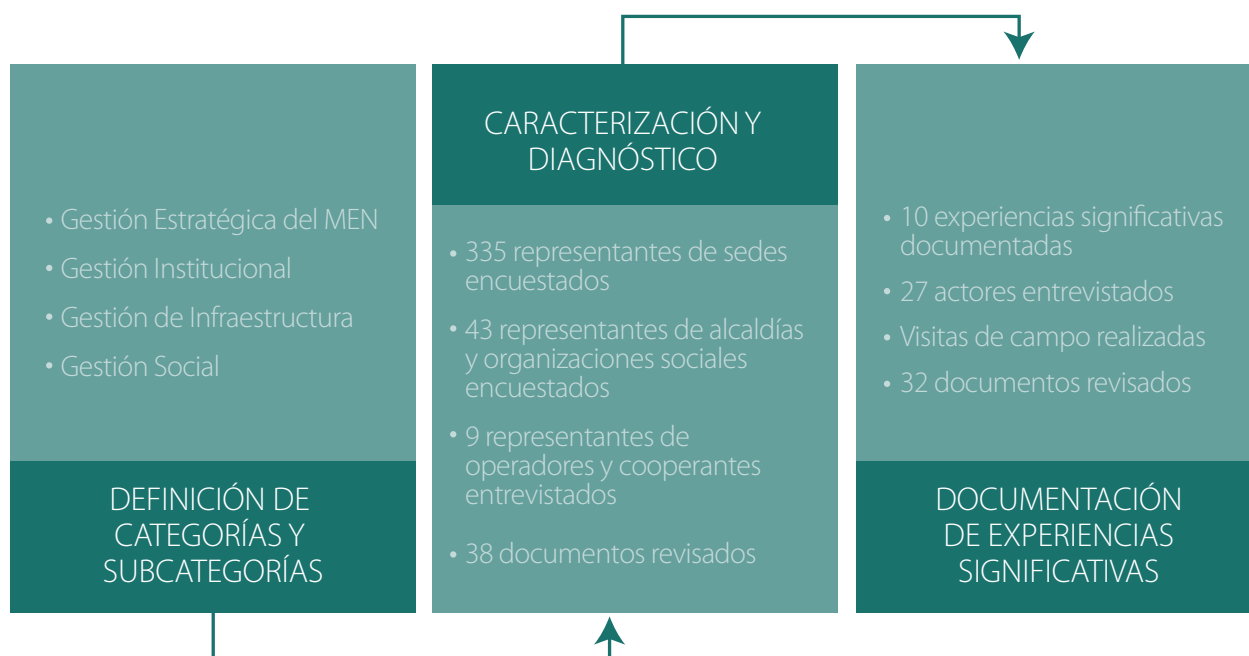 • Gestión Estratégica del MEN
• Gestión Institucional
• Gestión de Infraestructura
• Gestión Social
DEFINICIÓN DE
CATEGORÍAS Y
SUBCATEGORÍAS
CARACTERIZACIÓN Y
DIAGNÓSTICO
• 335 representantes de sedes
encuestados
• 43 representantes de alcaldías
y organizaciones sociales
encuestados
• 9 representantes de
operadores y cooperantes
entrevistados
• 38 documentos revisados
• 10 experiencias significativas
documentadas
• 27 actores entrevistados
• Visitas de campo realizadas
• 32 documentos revisados
DOCUMENTACIÓN
DE EXPERIENCIAS
SIGNIFICATIVAS